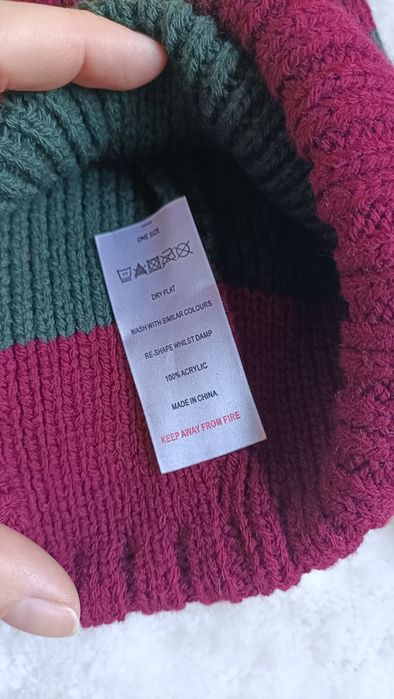 ONE SIZE
DRY FLAT
WASH WITH SIMILAR COLOURS
RE-SHAPE WHILST DAMP
100% ACRYLIC
MADE IN CHINA
KEEP AWAY FROM FIRE